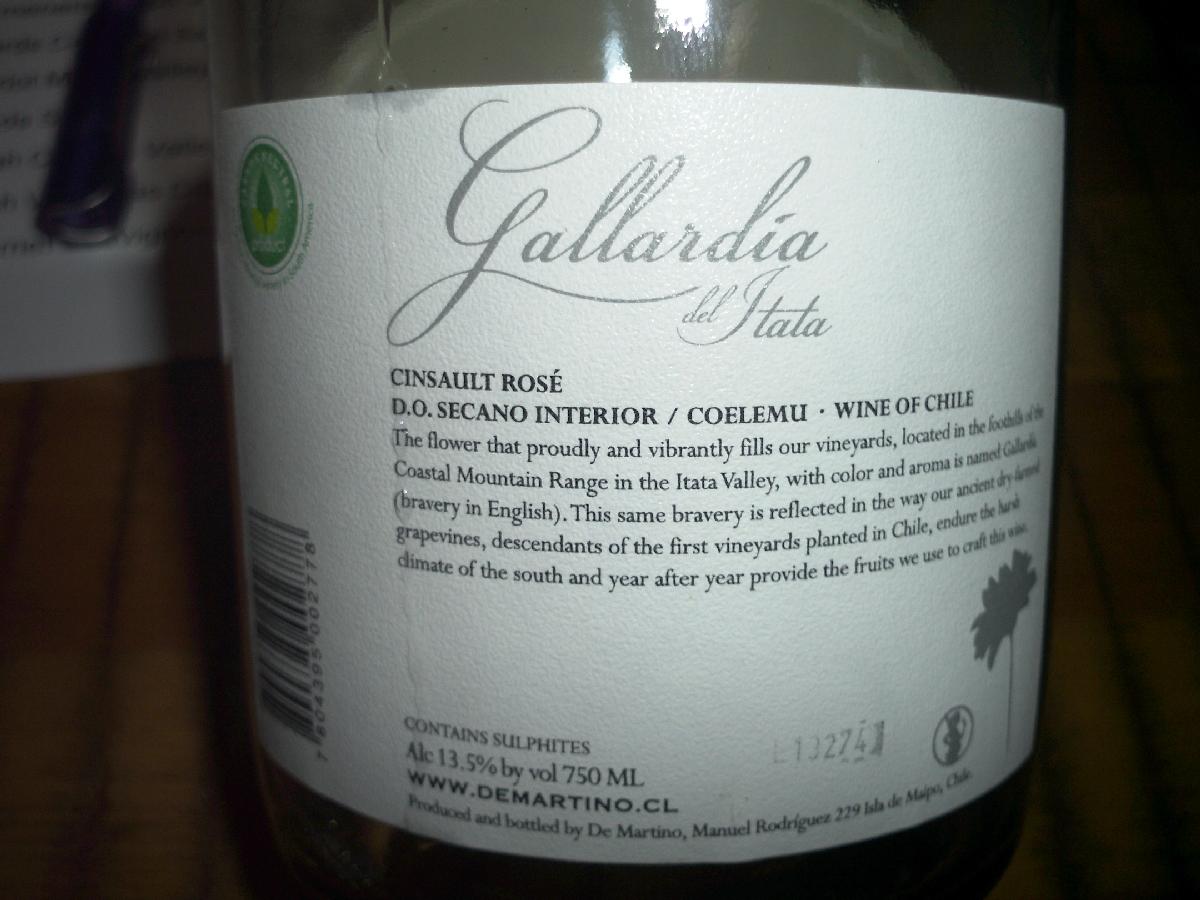 Gallardía
del Itata
CINSAULT ROSÉ
D.O. SECANO INTERIOR / COELEMU · WINE OF CHILE
The flower that proudly and vibrantly fills our vineyards, located in the foothills of the
Coastal Mountain Range in the Itata Valley, with color and aroma is named Gallardía
(bravery in English). This same bravery is reflected in the way our ancient dry-farmed
grapevines, descendants of the first vineyards planted in Chile, endure the harsh
climate of the south and year after year provide the fruits we use to craft this wine.
CONTAINS SULPHITES
Alc 13.5% by vol 750 ML
WWW.DEMARTINO.CL
Produced and bottled by De Martino, Manuel Rodríguez 229 Isla de Maipo, Chile.
L13274
product
7 804395 002778